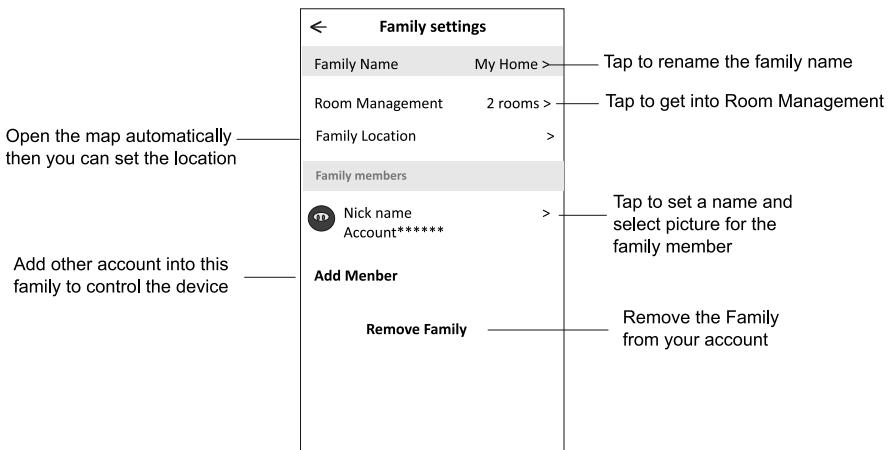 ← Family settings
Family Name My Home >
Tap to rename the family name
Room Management 2 rooms >
Tap to get into Room Management
Open the map automatically
then you can set the location
Family Location >
Family members
Nick name >
Account******
Tap to set a name and
select picture for the
family member
Add other account into this
family to control the device
Add Menber
Remove Family
Remove the Family
from your account